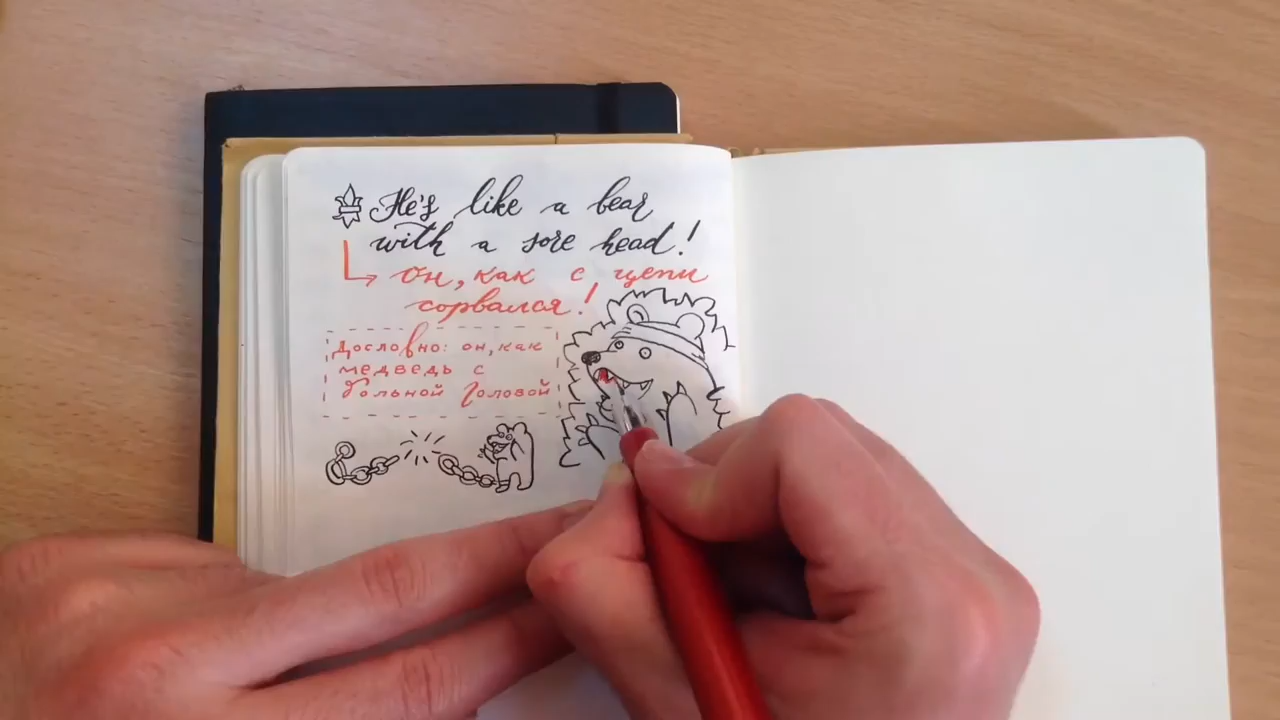 He's like a bear
with a sore head!
он, как с цепи
сорвался!
Дословно: он, как
медведь с
больной головой